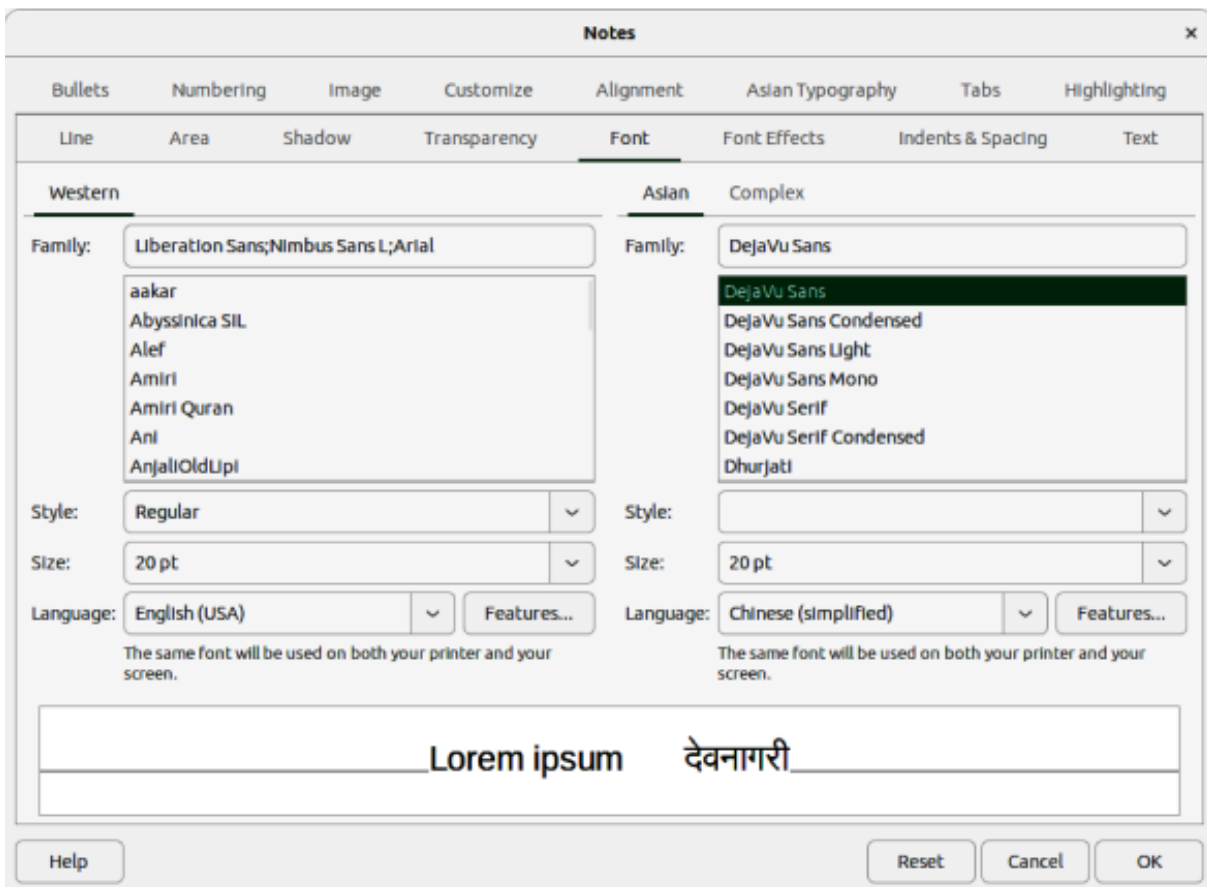 Notes
Bullets Numbering Image Customize Alignment Asian Typography Tabs Highlighting
Line Area Shadow Transparency Font Font Effects Indents & Spacing Text
Western Asian Complex
Family: Liberation Sans;Nimbus Sans L;Arial Family: DejaVu Sans
aakar DejaVu Sans
Abyssinica SIL DejaVu Sans Condensed
Alef DejaVu Sans Light
Amiri DejaVu Sans Mono
Amiri Quran DejaVu Serif
Ani DejaVu Serif Condensed
AnjaliOldLipi Dhurjati
Style: Regular Style:
Size: 20 pt Size: 20 pt
Language: English (USA) Features... Language: Chinese (simplified) Features...
The same font will be used on both your printer and your The same font will be used on both your printer and your
screen. screen.
Lorem ipsum देवनागरी
Help Reset Cancel OK